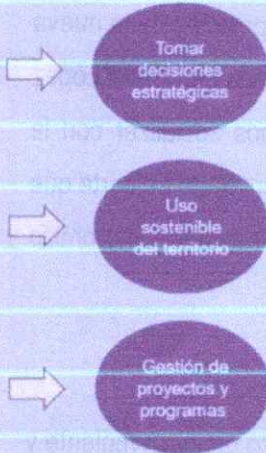 Tomar
decisiones
estratégicas
Uso
sostenible
del territorio
Gestión de
proyectos y
programas